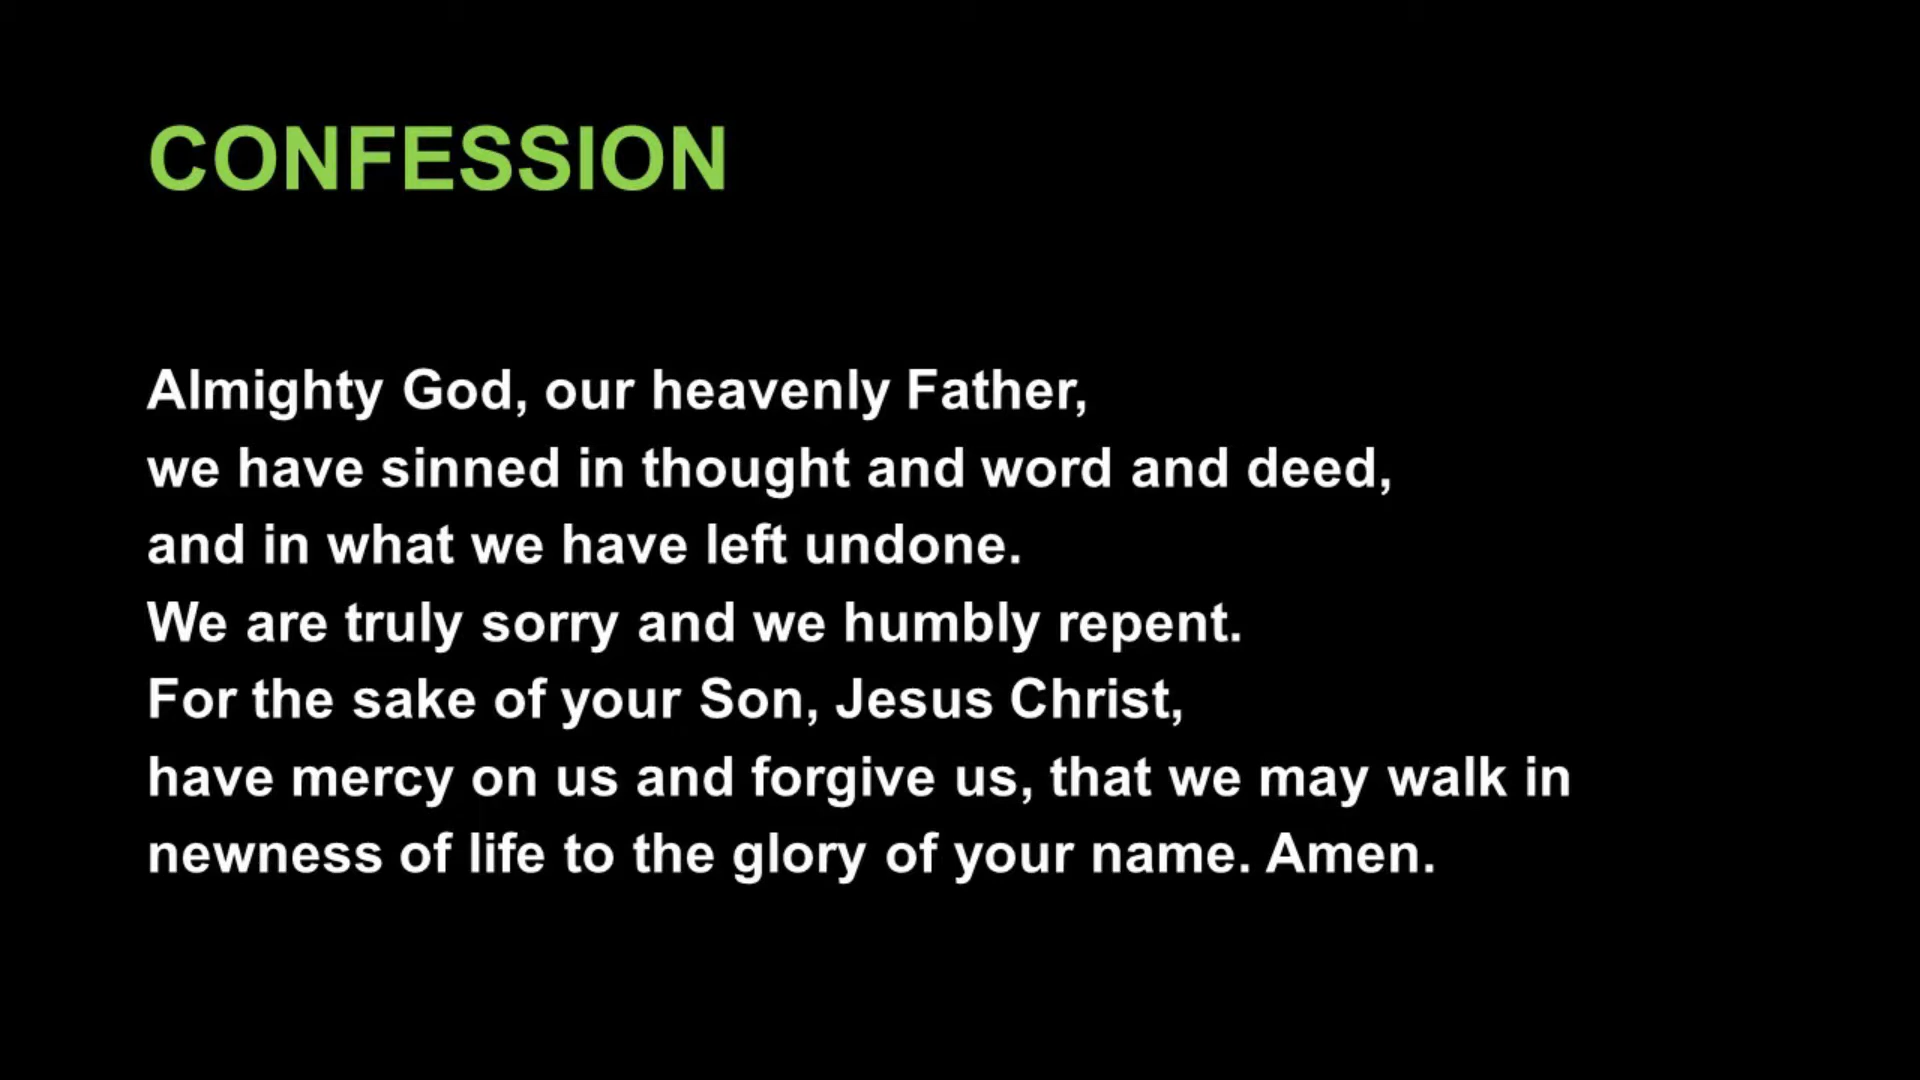 CONFESSION
Almighty God, our heavenly Father,
we have sinned in thought and word and deed,
and in what we have left undone.
We are truly sorry and we humbly repent.
For the sake of your Son, Jesus Christ,
have mercy on us and forgive us, that we may walk in
newness of life to the glory of your name. Amen.